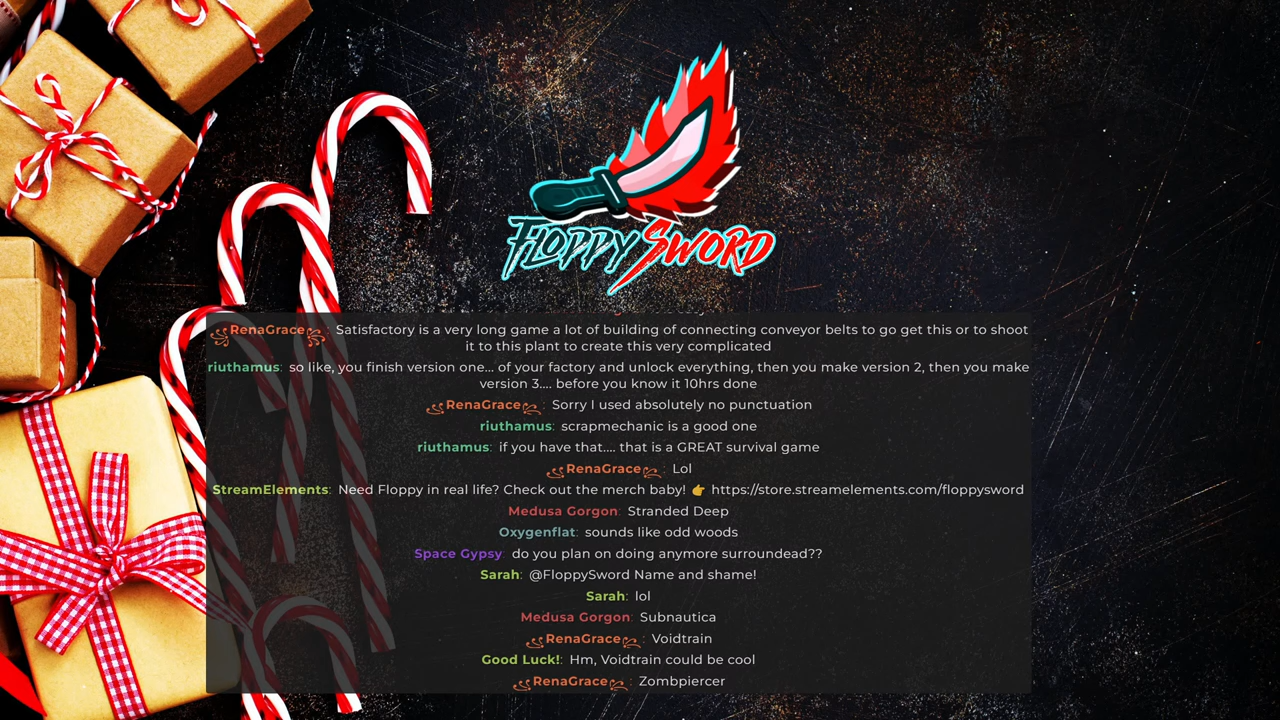 FLOPPY SWORD
RenaGrace: Satisfactory is a very long game a lot of building of connecting conveyor belts to go get this or to shoot
it to this plant to create this very complicated
riuthamus: so like, you finish version one... of your factory and unlock everything, then you make version 2, then you make
version 3.... before you know it 10hrs done
RenaGrace: Sorry I used absolutely no punctuation
riuthamus: scrapmechanic is a good one
riuthamus: if you have that.... that is a GREAT survival game
RenaGrace: Lol
StreamElements: Need Floppy in real life? Check out the merch baby! 👉 https://store.streamelements.com/floppysword
Medusa Gorgon: Stranded Deep
Oxygenflat: sounds like odd woods
Space Gypsy: do you plan on doing anymore surroundead??
Sarah: @FloppySword Name and shame!
Sarah: lol
Medusa Gorgon: Subnautica
RenaGrace: Voidtrain
Good Luck!: Hm, Voidtrain could be cool
RenaGrace: Zombpiercer